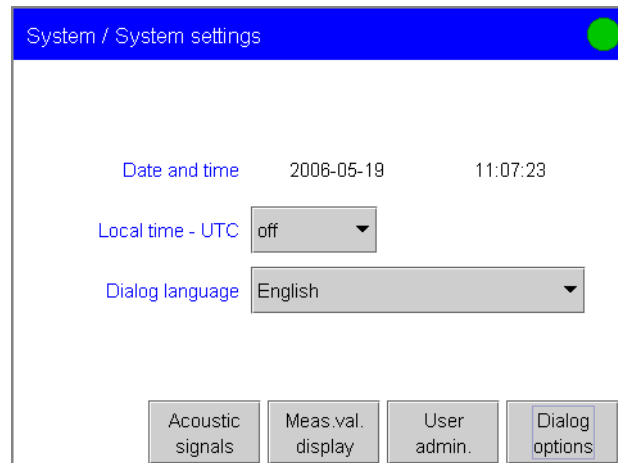 System / System settings
Date and time 2006-05-19 11:07:23
Local time - UTC off
Dialog language English
Acoustic signals
Meas.val. display
User admin.
Dialog options